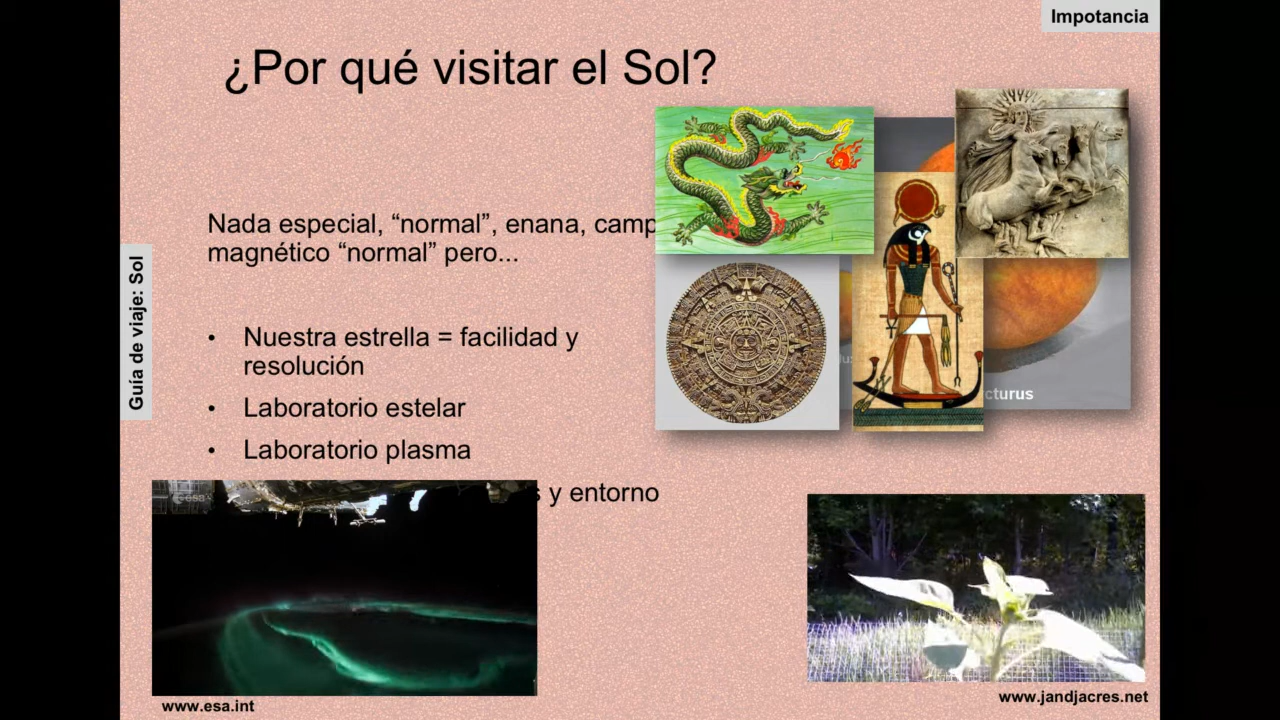 Impotancia
¿Por qué visitar el Sol?
Nada especial, “normal”, enana, camp
magnético “normal” pero...
Guía de viaje: Sol
• Nuestra estrella = facilidad y
resolución
• Laboratorio estelar
• Laboratorio plasma
y entorno
cturus
esa
www.esa.int
www.jandjacres.net